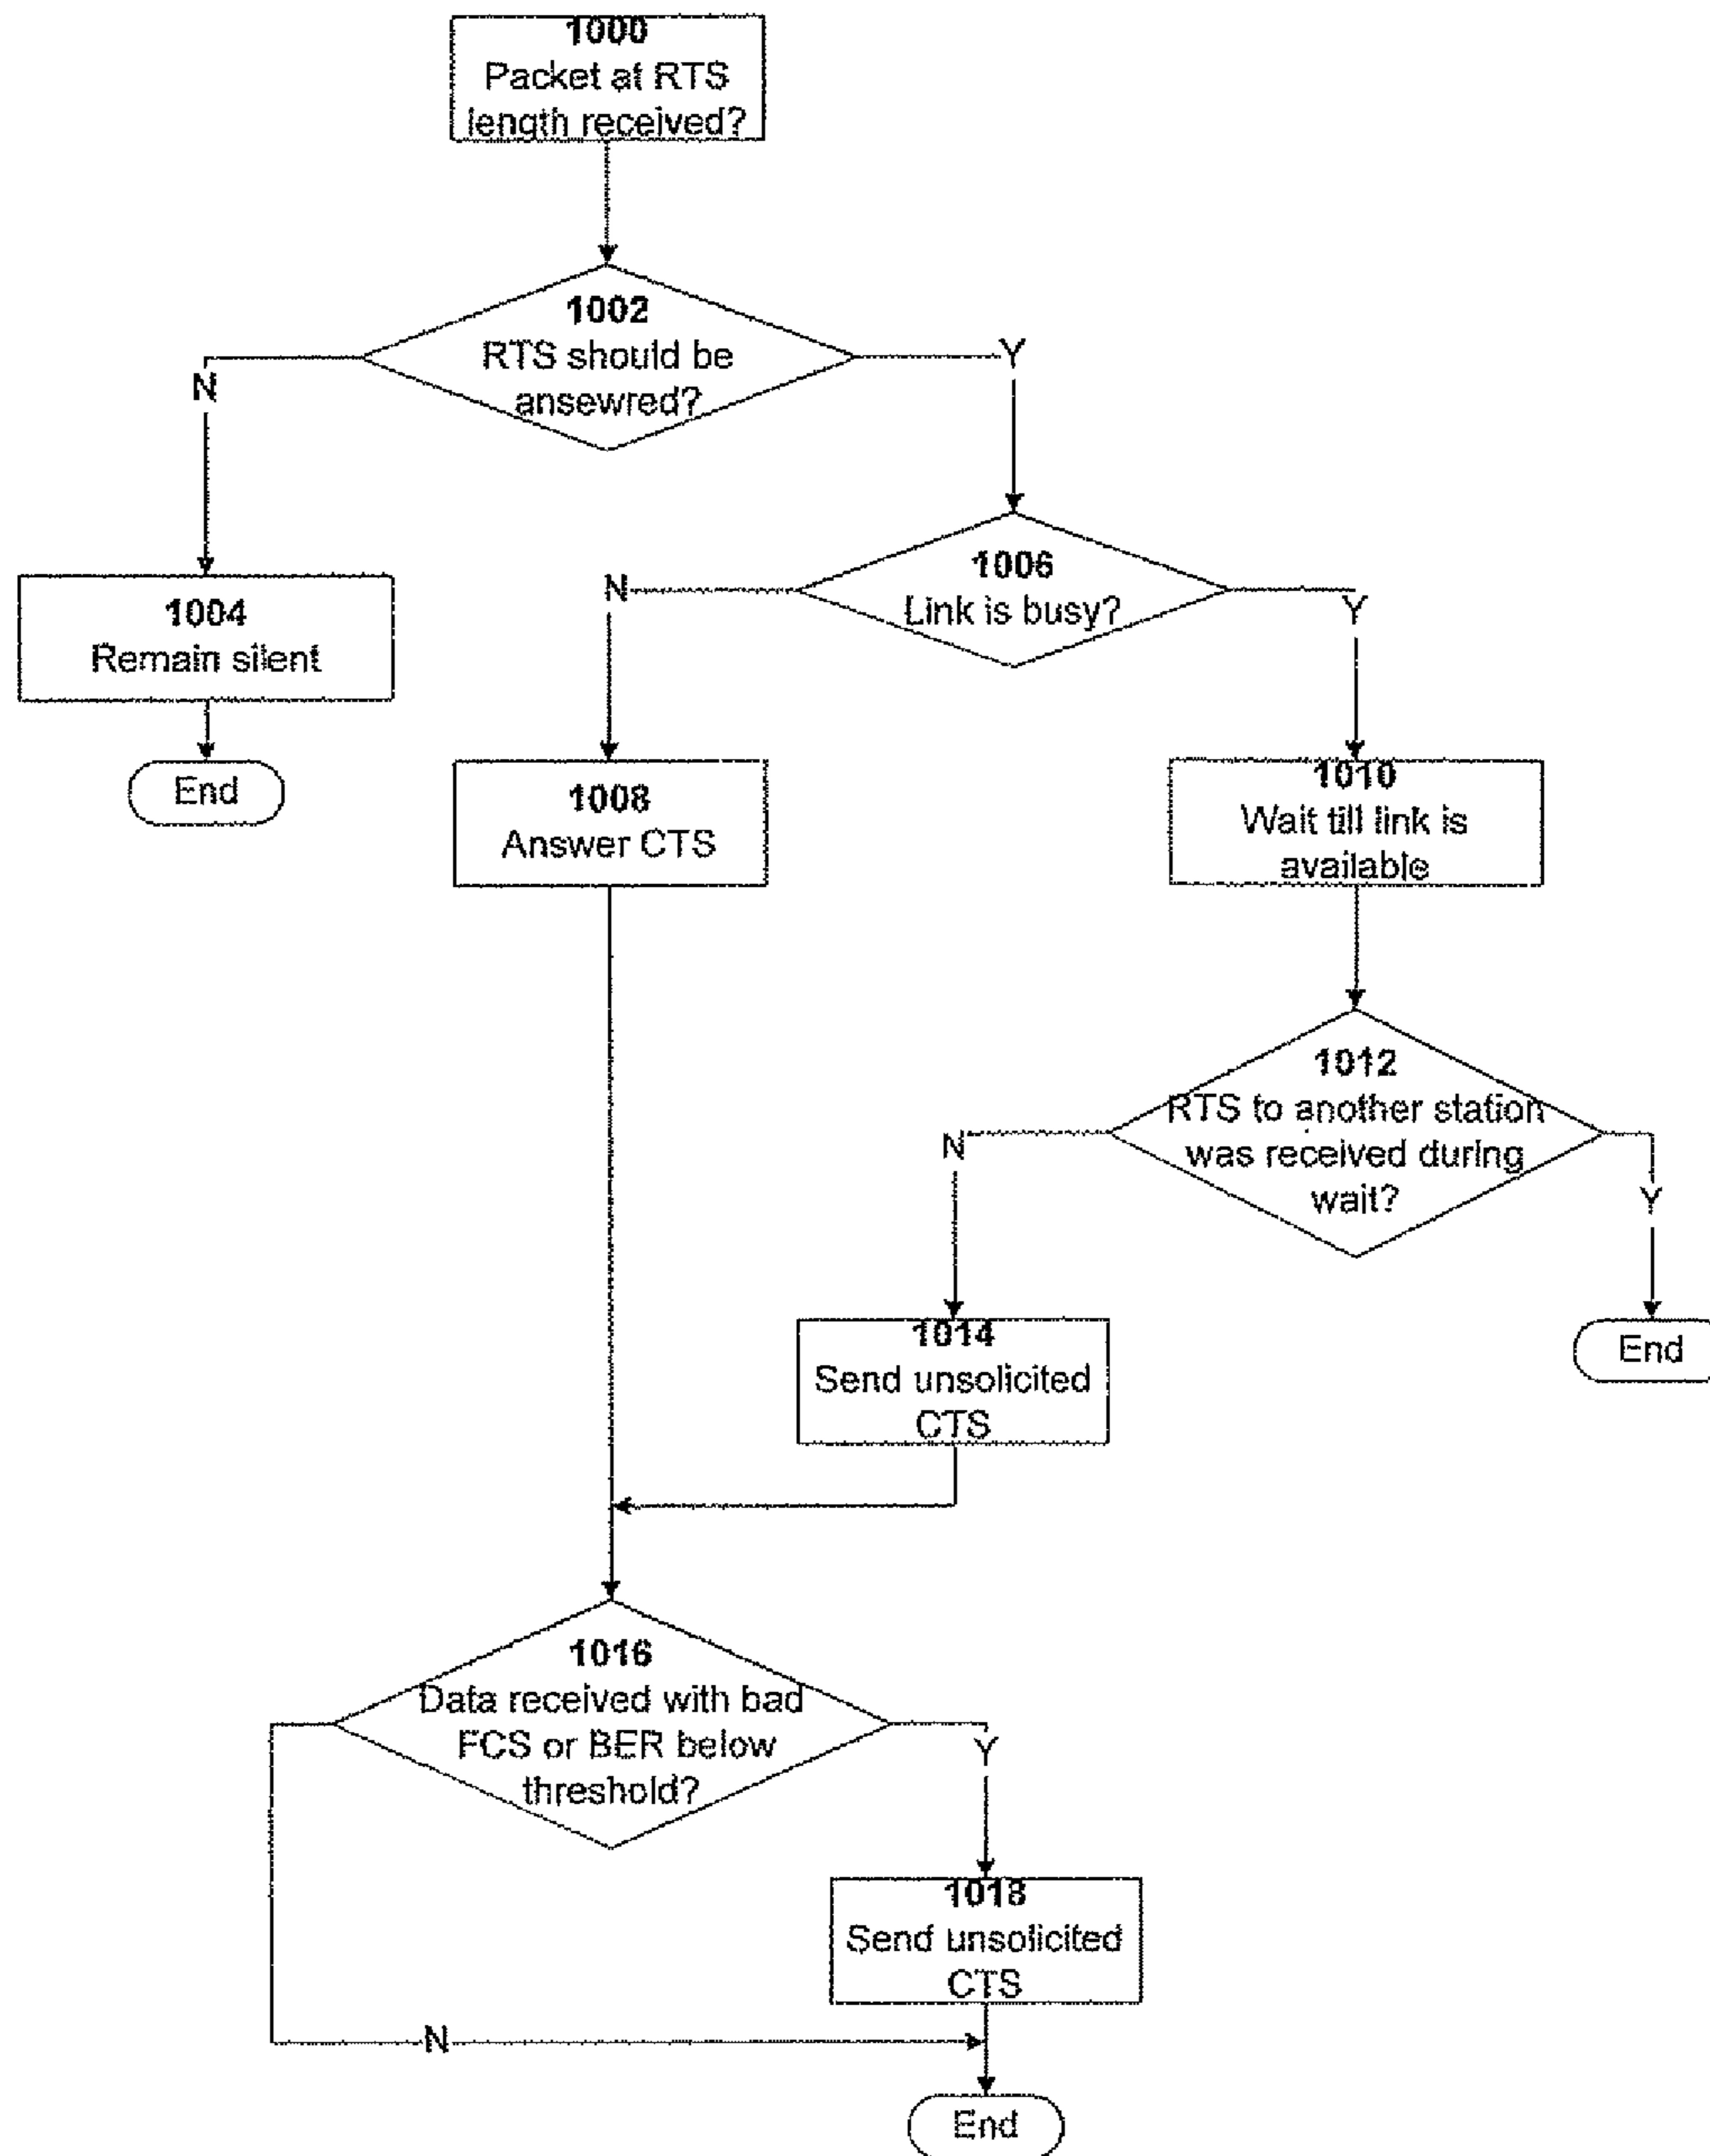 1000
Packet at RTS
length received?
1002
RTS should be
ansewred?
N
Y
1006
Link is busy?
N
Y
1004
Remain silent
End
1008
Answer CTS
1010
Wait till link is
available
1012
RTS to another station
was received during
wait?
N
Y
1014
Send unsolicited
CTS
End
1016
Data received with bad
FCS or BER below
threshold?
Y
1018
Send unsolicited
CTS
N
End